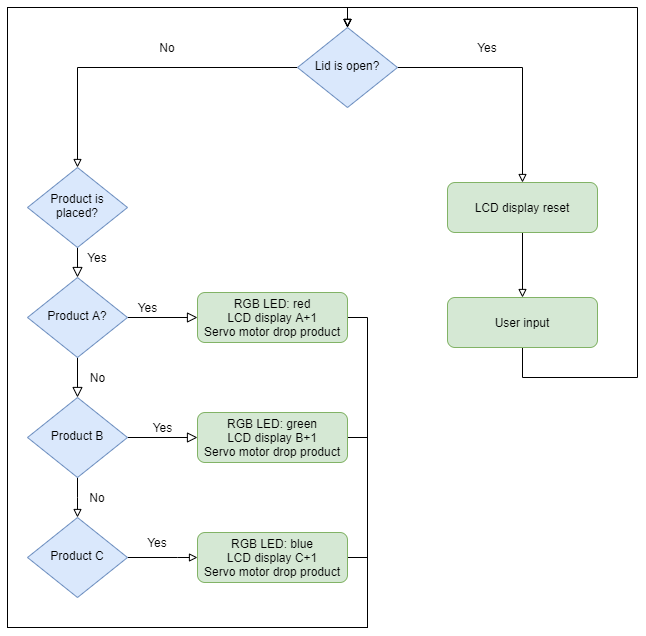 No
Yes
Lid is open?
Product is
placed?
LCD display reset
Yes
Product A?
Yes
RGB LED: red
LCD display A+1
Servo motor drop product
User input
No
Product B
Yes
RGB LED: green
LCD display B+1
Servo motor drop product
No
Product C
Yes
RGB LED: blue
LCD display C+1
Servo motor drop product